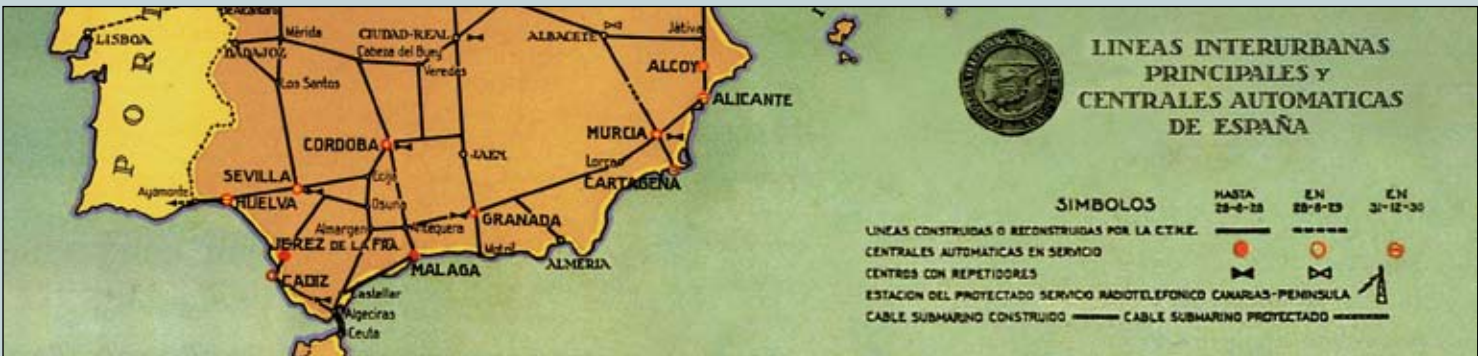 LISBOA
Mérida
BADAJOZ
Los Santos
CIUDAD-REAL
Cabeza del Buey
Veredes
ALBACETE
Játiva
ALCOY
ALICANTE
MURCIA
Lorca
CARTAGENA
CORDOBA
JAEN
SEVILLA
Ecija
Ayamonte
HUELVA
Osuna
GRANADA
Almargen
Antequera
JEREZ DE LA FRA.
Motril
ALMERIA
MALAGA
CADIZ
Castellar
Algeciras
Ceuta
P O R
LINEAS INTERURBANAS
PRINCIPALES Y
CENTRALES AUTOMATICAS
DE ESPAÑA
SIMBOLOS
HASTA 28-8-28
EN 28-8-29
EN 31-12-30
LINEAS CONSTRUIDAS O RECONSTRUIDAS POR LA C.T.N.E.
CENTRALES AUTOMATICAS EN SERVICIO
CENTROS CON REPETIDORES
ESTACION DEL PROYECTADO SERVICIO RADIOTELEFONICO CANARIAS-PENINSULA
CABLE SUBMARINO CONSTRUIDO CABLE SUBMARINO PROYECTADO